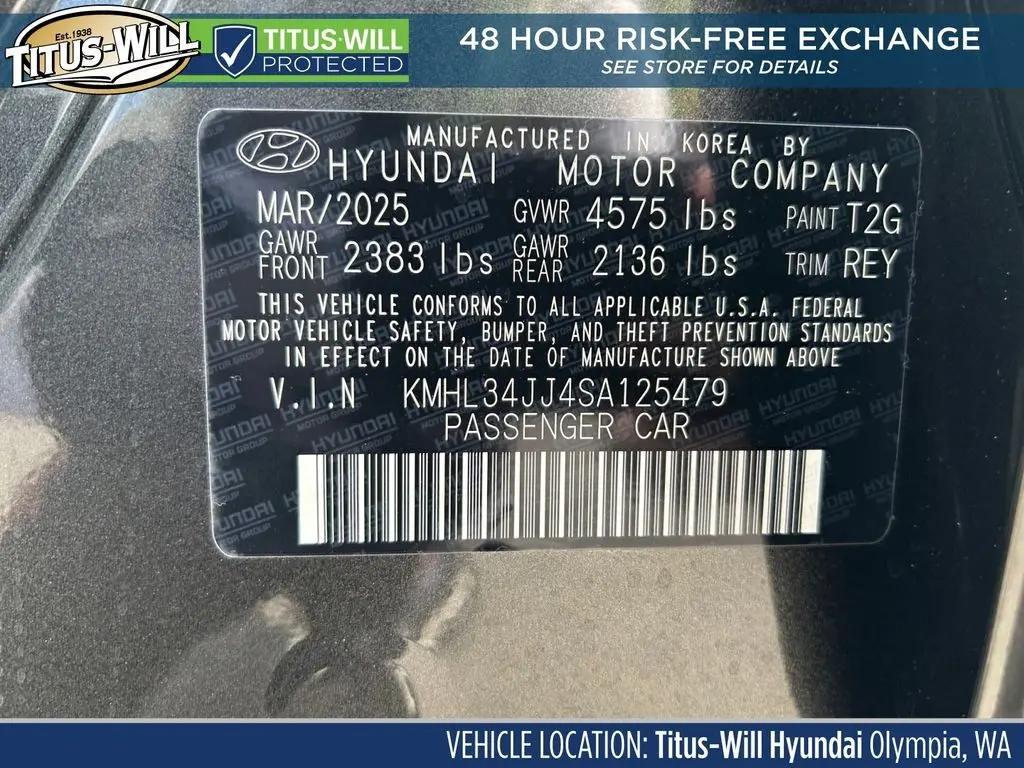 Est. 1938
TITUS-WILL
TITUS-WILL
PROTECTED
48 HOUR RISK-FREE EXCHANGE
SEE STORE FOR DETAILS
MANUFACTURED IN KOREA BY
HYUNDAI MOTOR COMPANY
MAR/2025 GVWR 4575 lbs PAINT T2G
GAWR FRONT 2383 lbs GAWR REAR 2136 lbs TRIM REY
THIS VEHICLE CONFORMS TO ALL APPLICABLE U.S.A. FEDERAL
MOTOR VEHICLE SAFETY, BUMPER, AND THEFT PREVENTION STANDARDS
IN EFFECT ON THE DATE OF MANUFACTURE SHOWN ABOVE
V.I.N KMHL34JJ4SA125479
PASSENGER CAR
VEHICLE LOCATION: Titus-Will Hyundai Olympia, WA